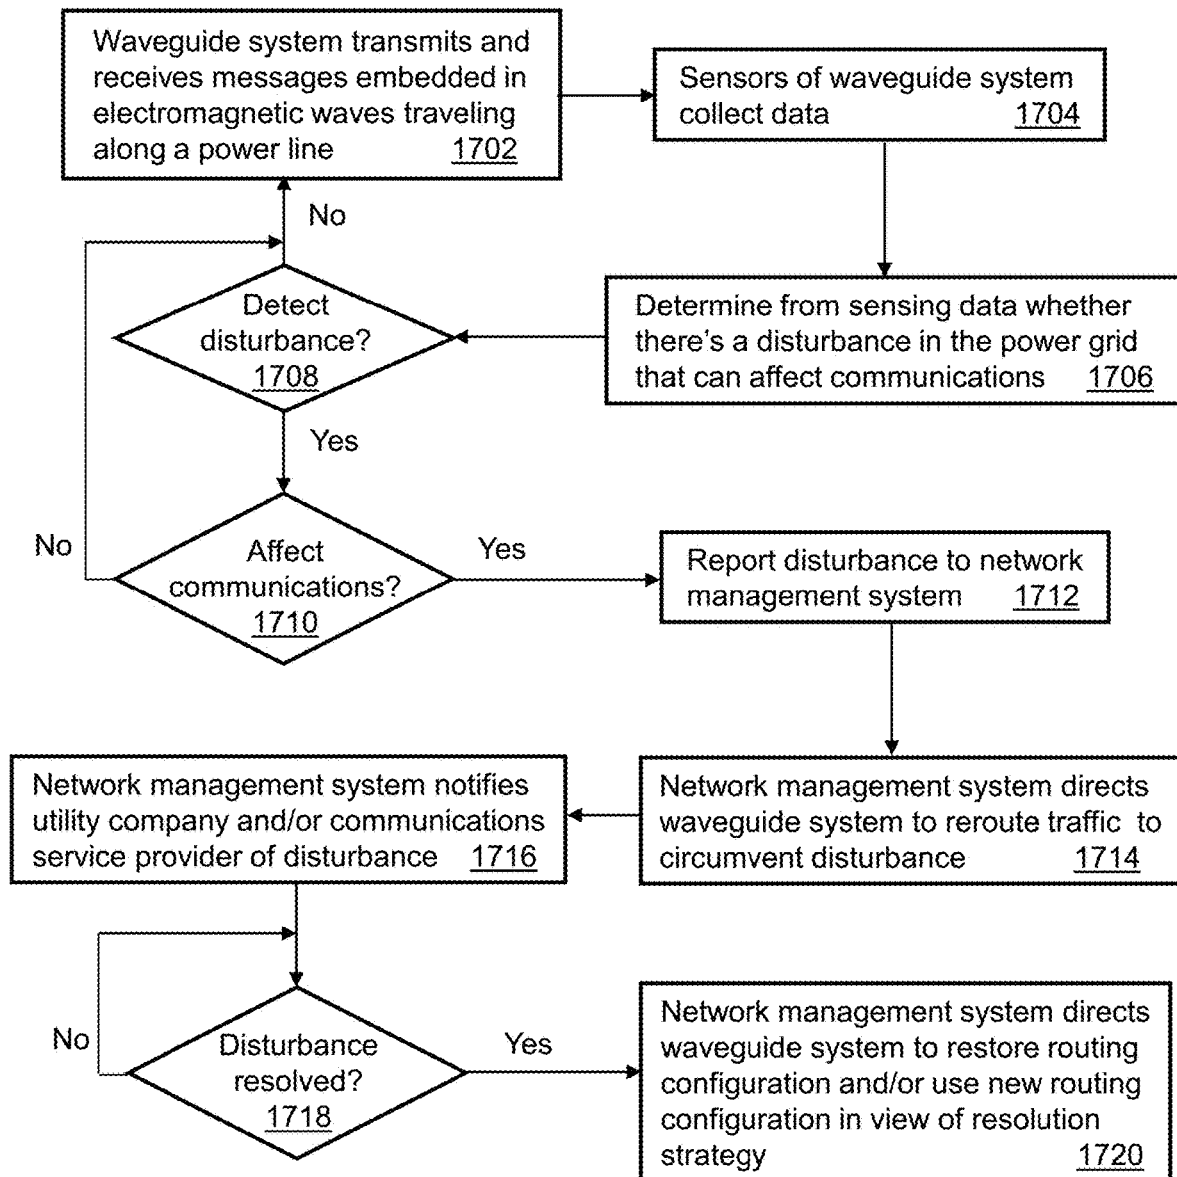 Waveguide system transmits and
receives messages embedded in
electromagnetic waves traveling
along a power line 1702
Sensors of waveguide system
collect data 1704
No
Detect
disturbance?
1708
Determine from sensing data whether
there's a disturbance in the power grid
that can affect communications 1706
Yes
No
Affect
communications?
1710
Yes
Report disturbance to network
management system 1712
Network management system notifies
utility company and/or communications
service provider of disturbance 1716
Network management system directs
waveguide system to reroute traffic to
circumvent disturbance 1714
No
Disturbance
resolved?
1718
Yes
Network management system directs
waveguide system to restore routing
configuration and/or use new routing
configuration in view of resolution
strategy 1720